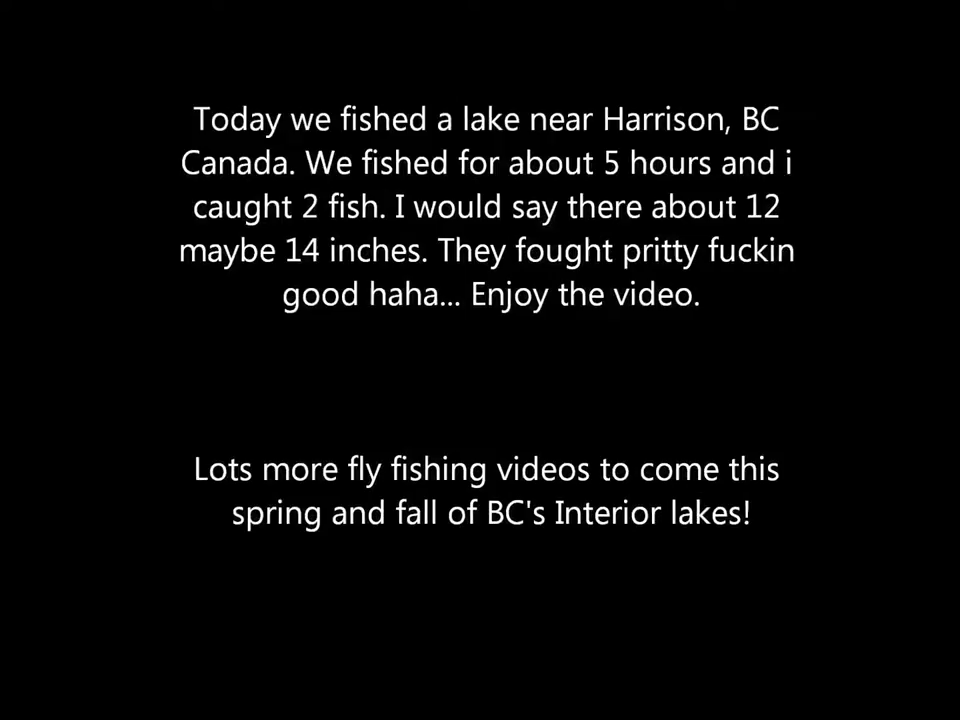 Today we fished a lake near Harrison, BC
Canada. We fished for about 5 hours and i
caught 2 fish. I would say there about 12
maybe 14 inches. They fought pritty fuckin
good haha... Enjoy the video.
Lots more fly fishing videos to come this
spring and fall of BC's Interior lakes!